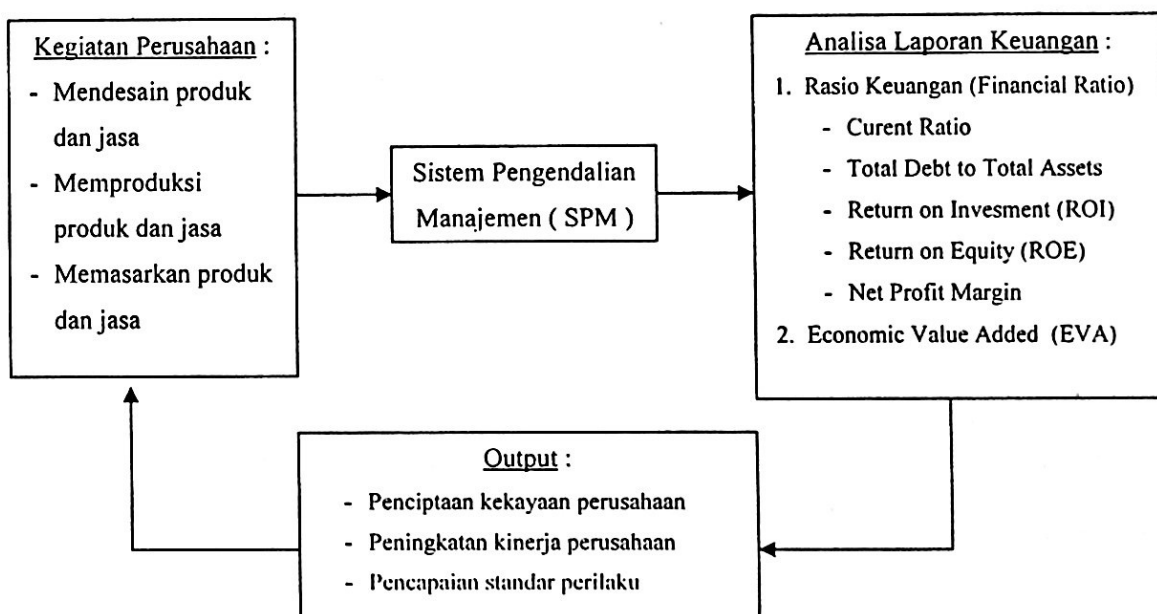 Kegiatan Perusahaan :
- Mendesain produk
dan jasa
- Memproduksi
produk dan jasa
- Memasarkan produk
dan jasa
Sistem Pengendalian
Manajemen ( SPM )
Analisa Laporan Keuangan :
1. Rasio Keuangan (Financial Ratio)
- Curent Ratio
- Total Debt to Total Assets
- Return on Invesment (ROI)
- Return on Equity (ROE)
- Net Profit Margin
2. Economic Value Added (EVA)
Output :
- Penciptaan kekayaan perusahaan
- Peningkatan kinerja perusahaan
- Pencapaian standar perilaku